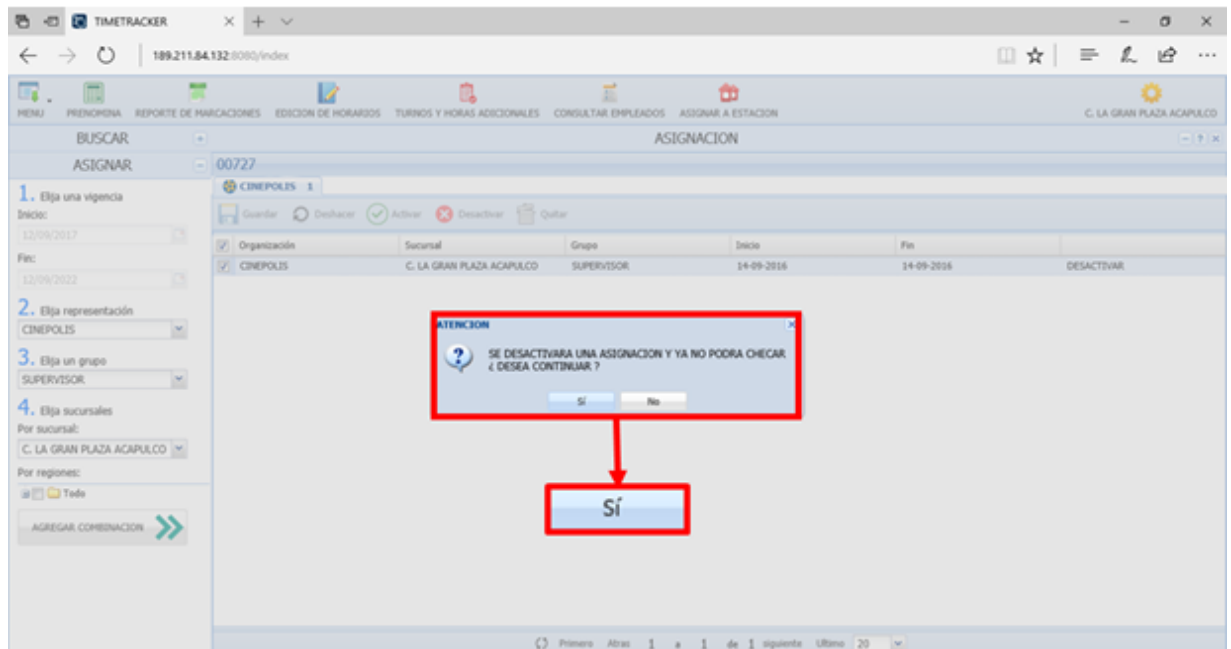 TIMETRACKER
189.211.84.132:8080/index
MENU PRENOMINA REPORTE DE MARCACIONES EDICION DE HORARIOS TURNOS Y HORAS ADICIONALES CONSULTAR EMPLEADOS ASIGNAR A ESTACION C. LA GRAN PLAZA ACAPULCO
BUSCAR ASIGNACION
ASIGNAR 00727
CINEPOLIS 1
1. Elija una vigencia
Inicio:
Guardar Deshacer Activar Desactivar Quitar
12/09/2017
Organización Sucursal Grupo Inicio Fin
Fin:
CINEPOLIS C. LA GRAN PLAZA ACAPULCO SUPERVISOR 14-09-2016 14-09-2016 DESACTIVAR
12/09/2022
2. Elija representación
CINEPOLIS
3. Elija un grupo
SUPERVISOR
4. Elija sucursales
Por sucursal:
C. LA GRAN PLAZA ACAPULCO
Por regiones:
Todo
AGREGAR COMBINACION
ATENCION
SE DESACTIVARA UNA ASIGNACION Y YA NO PODRA CHECAR
¿ DESEA CONTINUAR ?
Sí No
Sí
Primero Atras 1 a 1 de 1 siguiente Ultimo 20